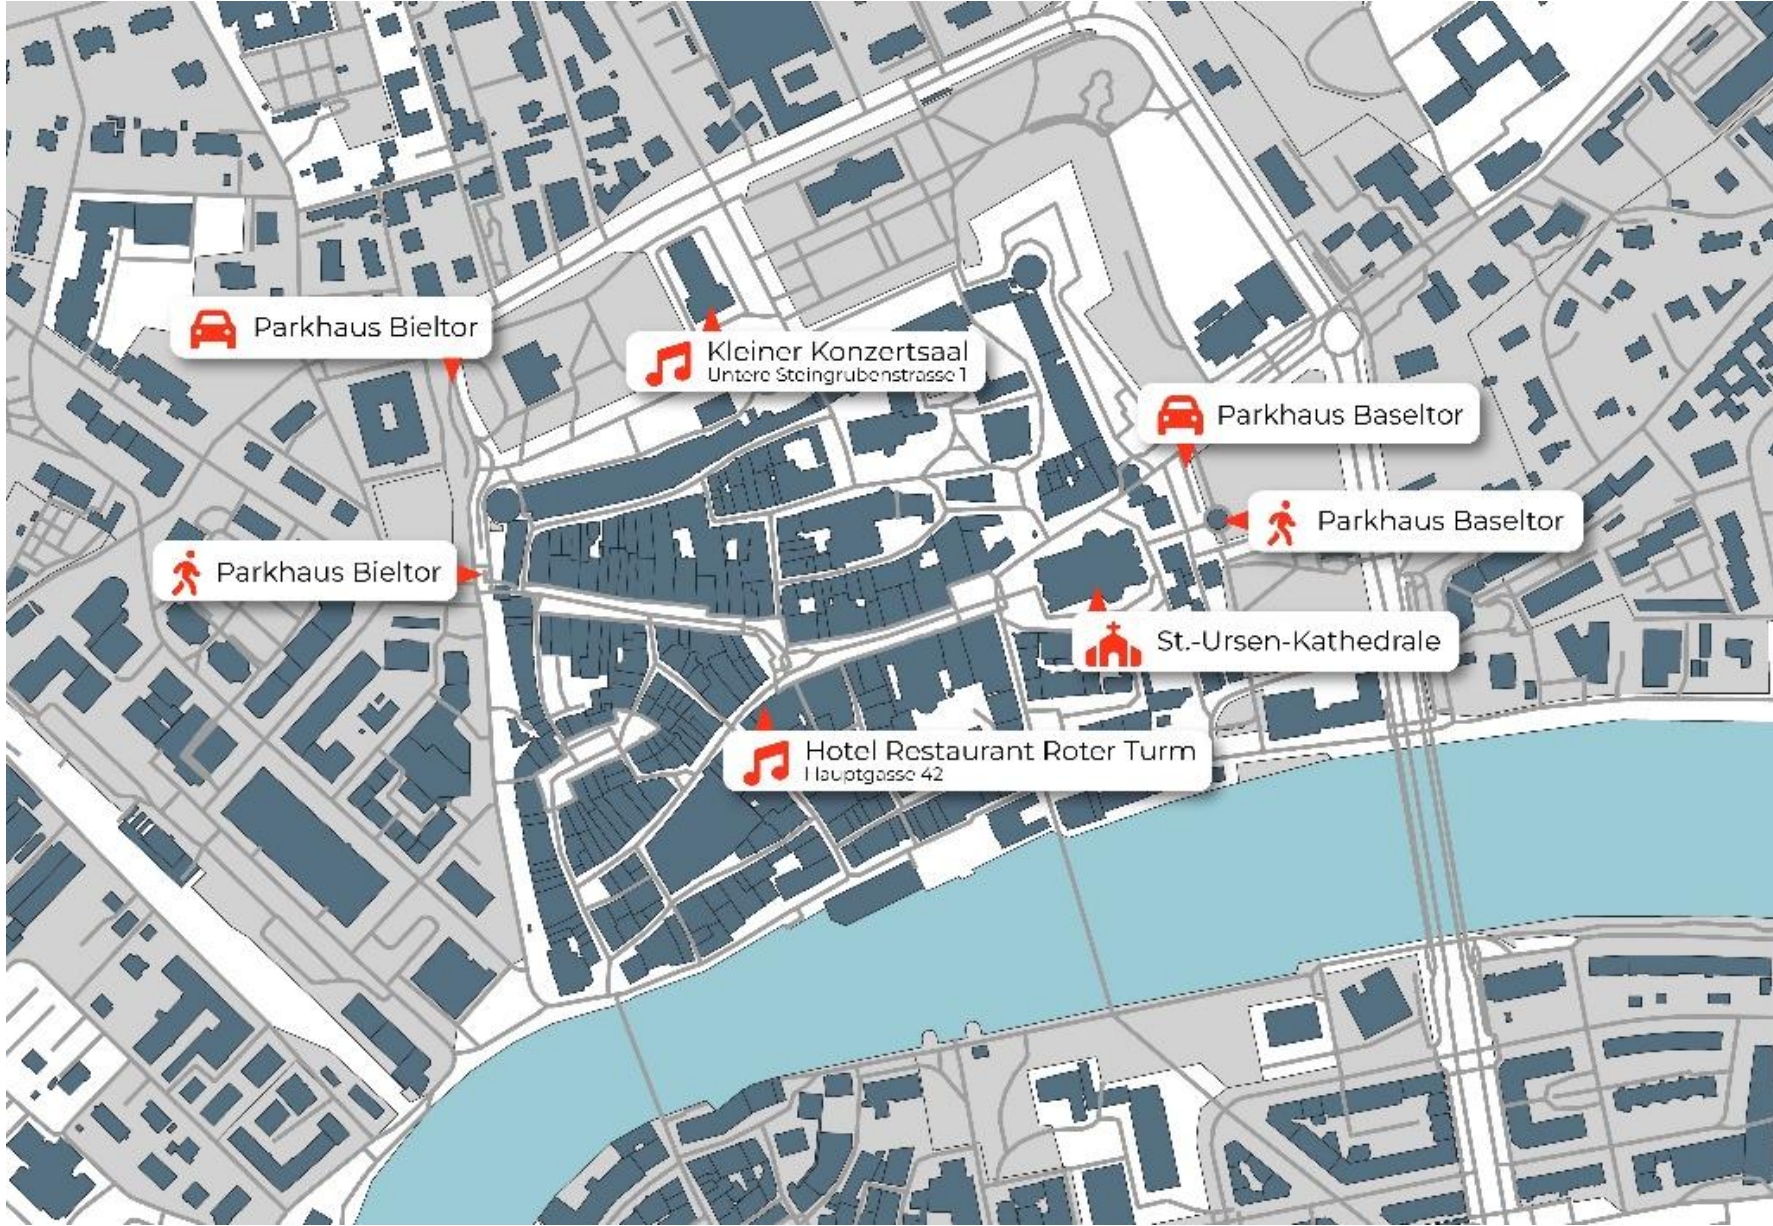 Parkhaus Bieltor
Kleiner Konzertsaal
Untere Steingrubenstrasse 1
Parkhaus Baseltor
Parkhaus Baseltor
Parkhaus Bieltor
St.-Ursen-Kathedrale
Hotel Restaurant Roter Turm
Hauptgasse 42